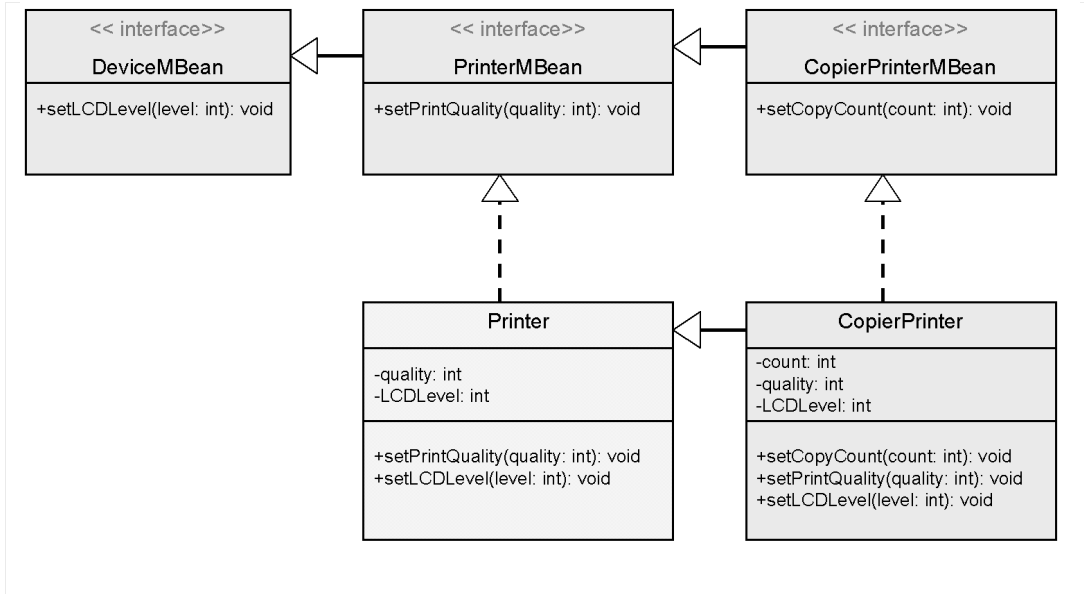 << interface>>
DeviceMBean
+setLCDLevel(level: int): void
<< interface>>
PrinterMBean
+setPrintQuality(quality: int): void
<< interface>>
CopierPrinterMBean
+setCopyCount(count: int): void
Printer
-quality: int
-LCDLevel: int
+setPrintQuality(quality: int): void
+setLCDLevel(level: int): void
CopierPrinter
-count: int
-quality: int
-LCDLevel: int
+setCopyCount(count: int): void
+setPrintQuality(quality: int): void
+setLCDLevel(level: int): void